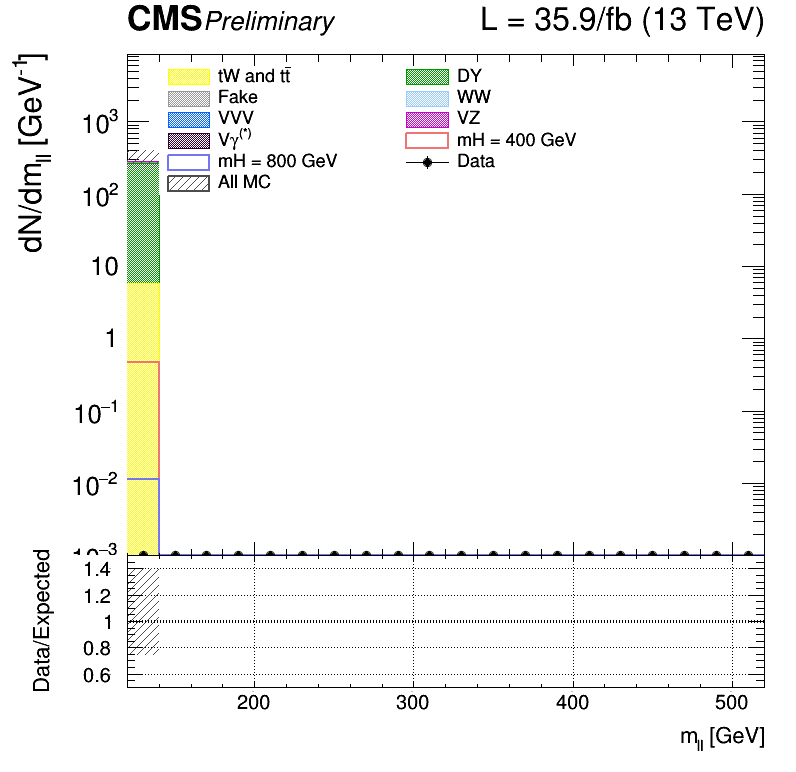 CMS Preliminary L = 35.9/fb (13 TeV)
dN/dm_ll [GeV⁻¹]
tW and tt̄ DY
Fake WW
VVV VZ
Vγ⁽*⁾ mH = 400 GeV
mH = 800 GeV Data
All MC
10³
10²
10
1
10⁻¹
10⁻²
10⁻³
Data/Expected
1.4
1.2
1
0.8
0.6
200 300 400 500
m_ll [GeV]